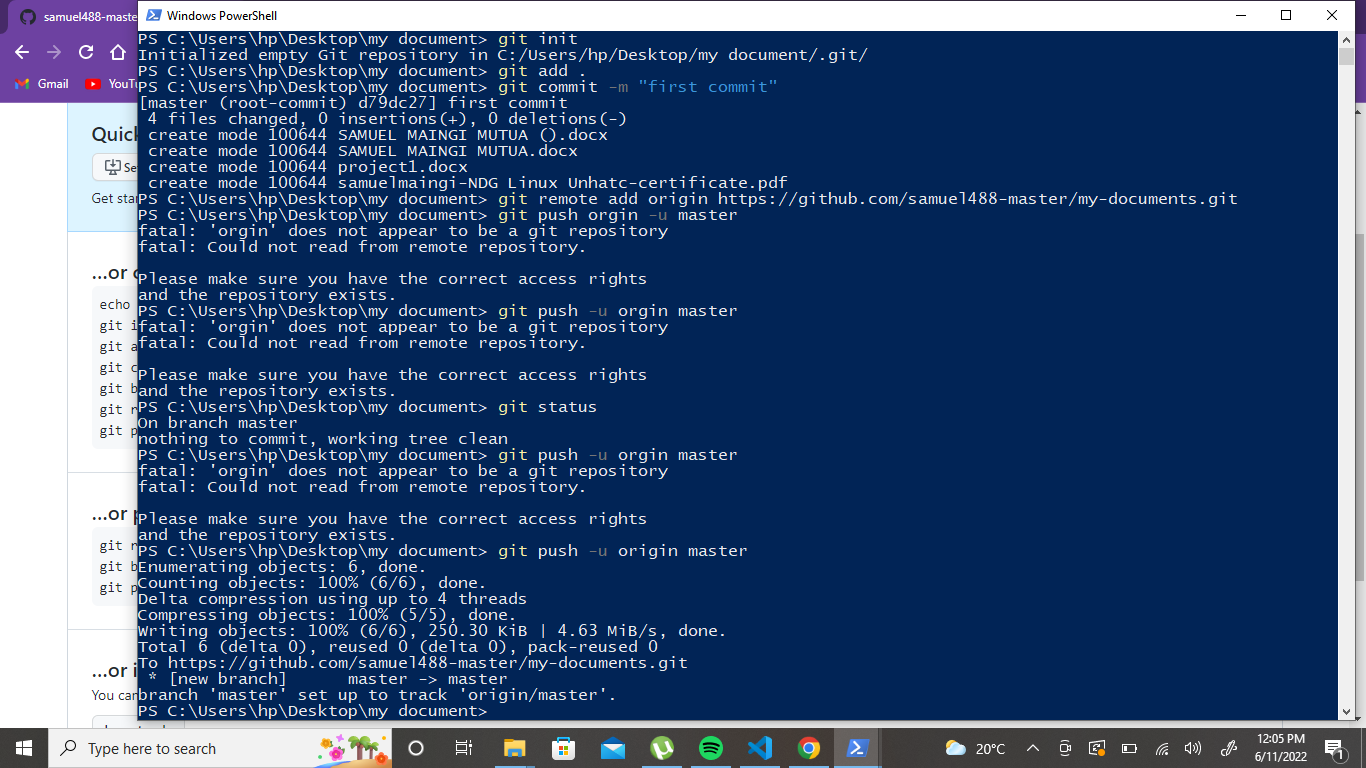 samuel488-maste
Windows PowerShell
Gmail
YouTu
Quick
Se
Get star
...or c
echo
git i
git a
git c
git b
git r
git p
...or p
git r
git b
git p
...or i
You can
PS C:\Users\hp\Desktop\my document> git init
Initialized empty Git repository in C:/Users/hp/Desktop/my document/.git/
PS C:\Users\hp\Desktop\my document> git add .
PS C:\Users\hp\Desktop\my document> git commit -m "first commit"
[master (root-commit) d79dc27] first commit
 4 files changed, 0 insertions(+), 0 deletions(-)
 create mode 100644 SAMUEL MAINGI MUTUA ().docx
 create mode 100644 SAMUEL MAINGI MUTUA.docx
 create mode 100644 project1.docx
 create mode 100644 samuelmaingi-NDG Linux Unhatc-certificate.pdf
PS C:\Users\hp\Desktop\my document> git remote add origin https://github.com/samuel488-master/my-documents.git
PS C:\Users\hp\Desktop\my document> git push orgin -u master
fatal: 'orgin' does not appear to be a git repository
fatal: Could not read from remote repository.

Please make sure you have the correct access rights
and the repository exists.
PS C:\Users\hp\Desktop\my document> git push -u orgin master
fatal: 'orgin' does not appear to be a git repository
fatal: Could not read from remote repository.

Please make sure you have the correct access rights
and the repository exists.
PS C:\Users\hp\Desktop\my document> git status
On branch master
nothing to commit, working tree clean
PS C:\Users\hp\Desktop\my document> git push -u orgin master
fatal: 'orgin' does not appear to be a git repository
fatal: Could not read from remote repository.

Please make sure you have the correct access rights
and the repository exists.
PS C:\Users\hp\Desktop\my document> git push -u origin master
Enumerating objects: 6, done.
Counting objects: 100% (6/6), done.
Delta compression using up to 4 threads
Compressing objects: 100% (5/5), done.
Writing objects: 100% (6/6), 250.30 KiB | 4.63 MiB/s, done.
Total 6 (delta 0), reused 0 (delta 0), pack-reused 0
To https://github.com/samuel488-master/my-documents.git
 * [new branch]      master -> master
branch 'master' set up to track 'origin/master'.
PS C:\Users\hp\Desktop\my document>
Type here to search
20°C
12:05 PM
6/11/2022
1